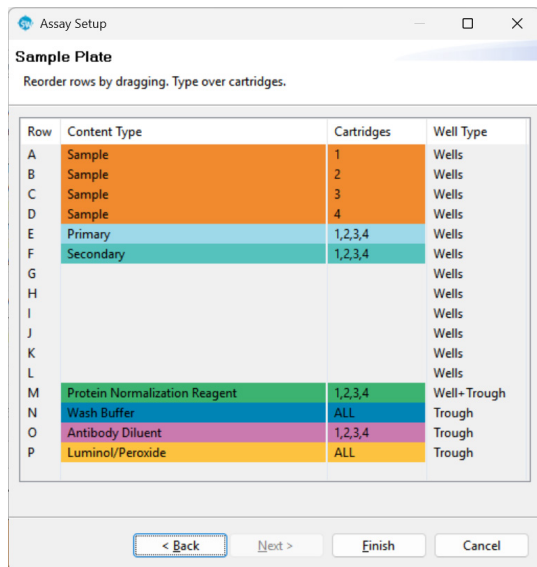 SW Assay Setup
Sample Plate
Reorder rows by dragging. Type over cartridges.
Row Content Type Cartridges Well Type
A Sample 1 Wells
B Sample 2 Wells
C Sample 3 Wells
D Sample 4 Wells
E Primary 1,2,3,4 Wells
F Secondary 1,2,3,4 Wells
G Wells
H Wells
I Wells
J Wells
K Wells
L Wells
M Protein Normalization Reagent 1,2,3,4 Well+Trough
N Wash Buffer ALL Trough
O Antibody Diluent 1,2,3,4 Trough
P Luminol/Peroxide ALL Trough
< Back Next > Finish Cancel